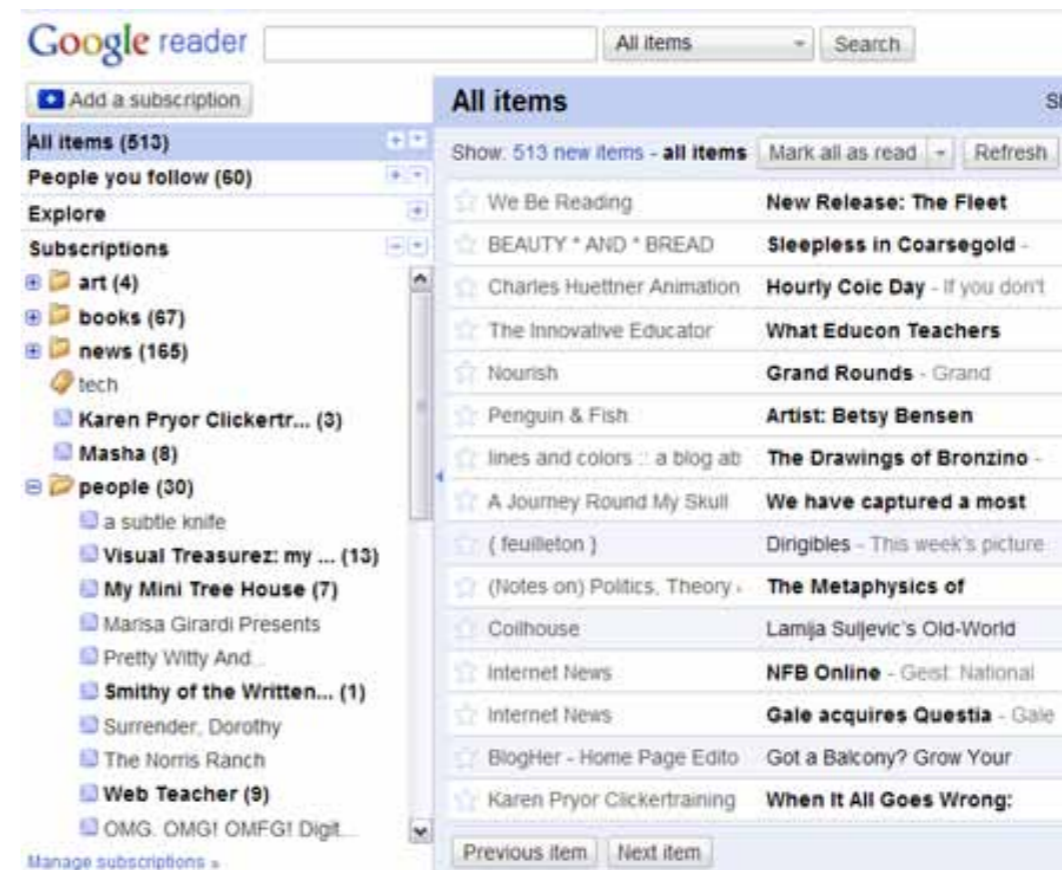 Google reader
All items
Search
Add a subscription
All items (513)
People you follow (60)
Explore
Subscriptions
art (4)
books (67)
news (165)
tech
Karen Pryor Clickertr... (3)
Masha (8)
people (30)
a subtle knife
Visual Treasurez: my ... (13)
My Mini Tree House (7)
Marisa Girardi Presents
Pretty Witty And...
Smithy of the Written... (1)
Surrender, Dorothy
The Norris Ranch
Web Teacher (9)
OMG. OMG! OMFG! Digit...
Manage subscriptions »
All items
Show: 513 new items - all items Mark all as read Refresh
We Be Reading New Release: The Fleet
BEAUTY * AND * BREAD Sleepless in Coarsegold -
Charles Huettner Animation Hourly Coic Day - If you don't
The Innovative Educator What Educon Teachers
Nourish Grand Rounds - Grand
Penguin & Fish Artist: Betsy Bensen
lines and colors :: a blog ab The Drawings of Bronzino -
A Journey Round My Skull We have captured a most
( feuilleton ) Dirigibles - This week's picture
(Notes on) Politics, Theory The Metaphysics of
Coilhouse Lamija Suljevic's Old-World
Internet News NFB Online - Geist: National
Internet News Gale acquires Questia - Gale
BlogHer - Home Page Edito Got a Balcony? Grow Your
Karen Pryor Clickertraining When It All Goes Wrong:
Previous item Next item